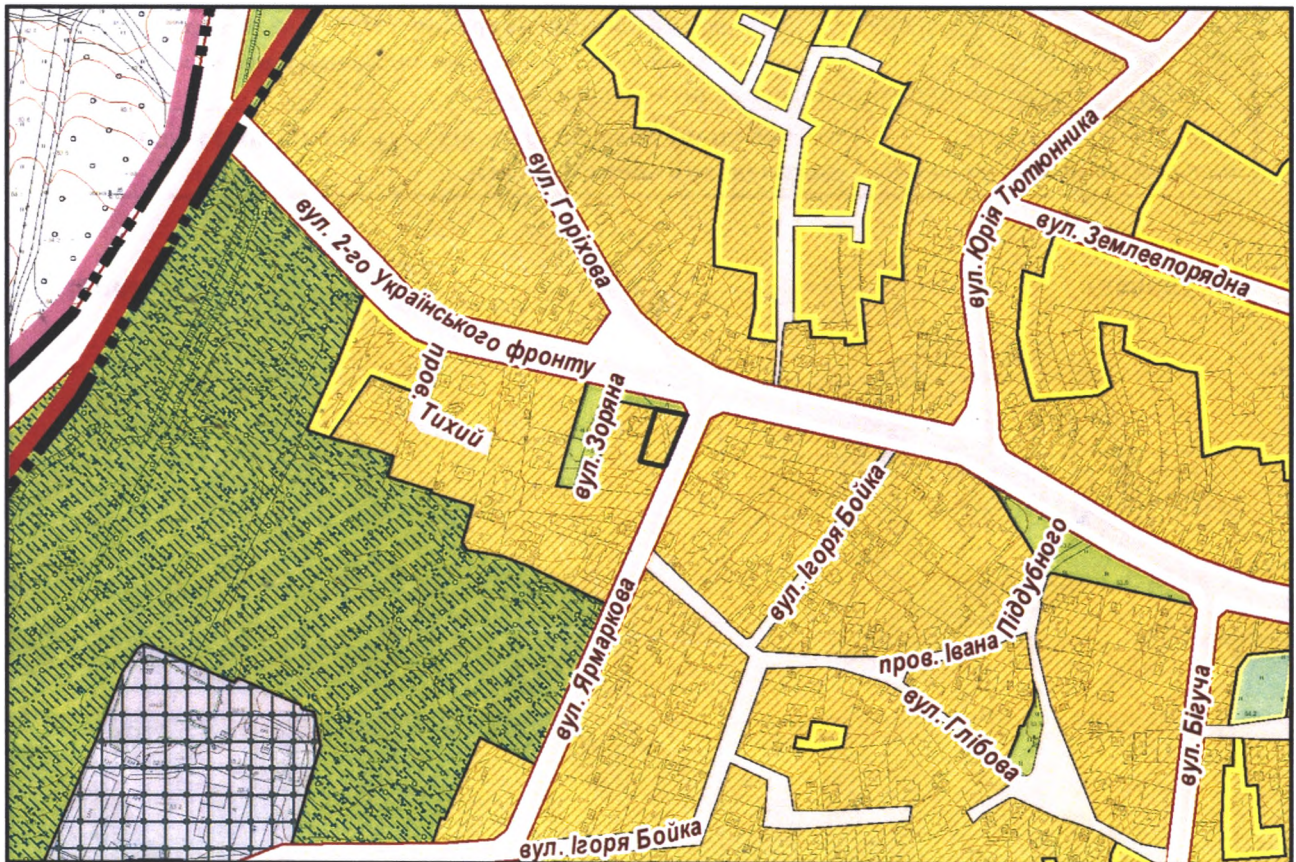 вул. Горіхова
вул. Юрія Тютюнника
вул. Землевпорядна
вул. 2-го Українського фронту
пров.
Тихий
вул. Зоряна
вул. Ігоря Бойка
пров. Івана Піддубного
вул. Ярмаркова
вул. Глібова
вул. Бігуча
вул. Ігоря Бойка